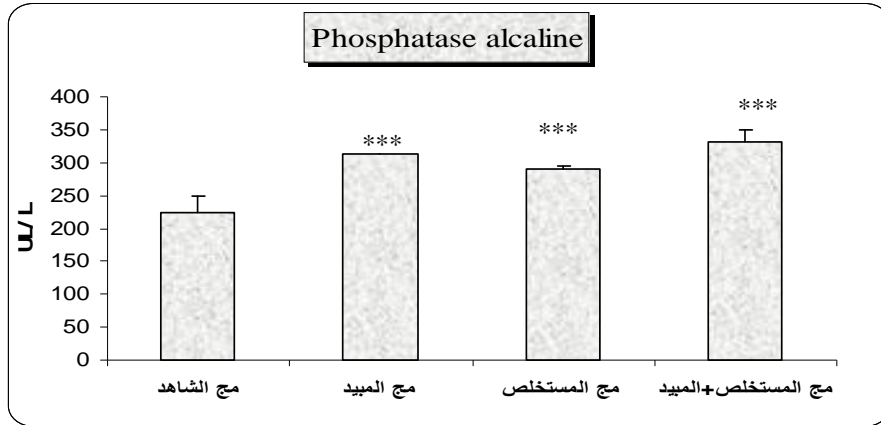 Phosphatase alcaline
400
350
300
250
200
150
100
50
0
UL/L
***
***
***
مج الشاهد
مج المبيد
مج المستخلص
مج المستخلص+المبيد